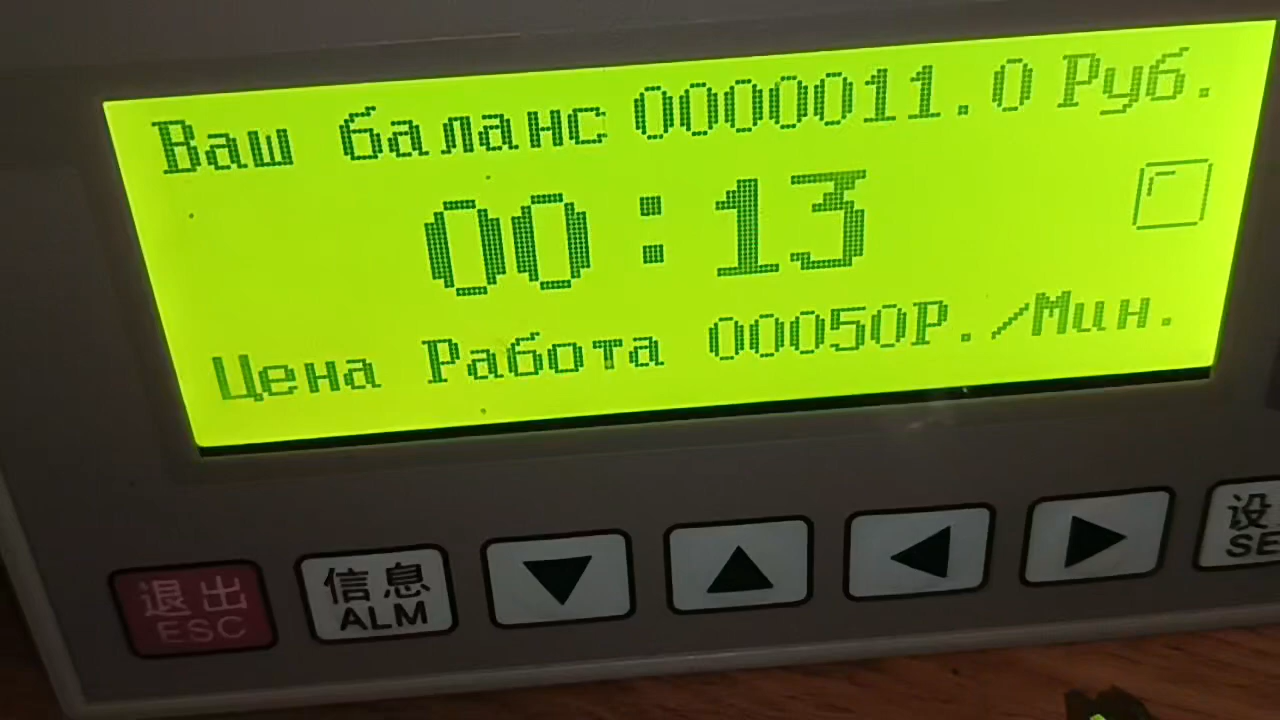 Ваш баланс 0000011.0 Руб.
00:13
Цена Работа 00050Р./Мин.
退出
ESC
信息
ALM
设
SE